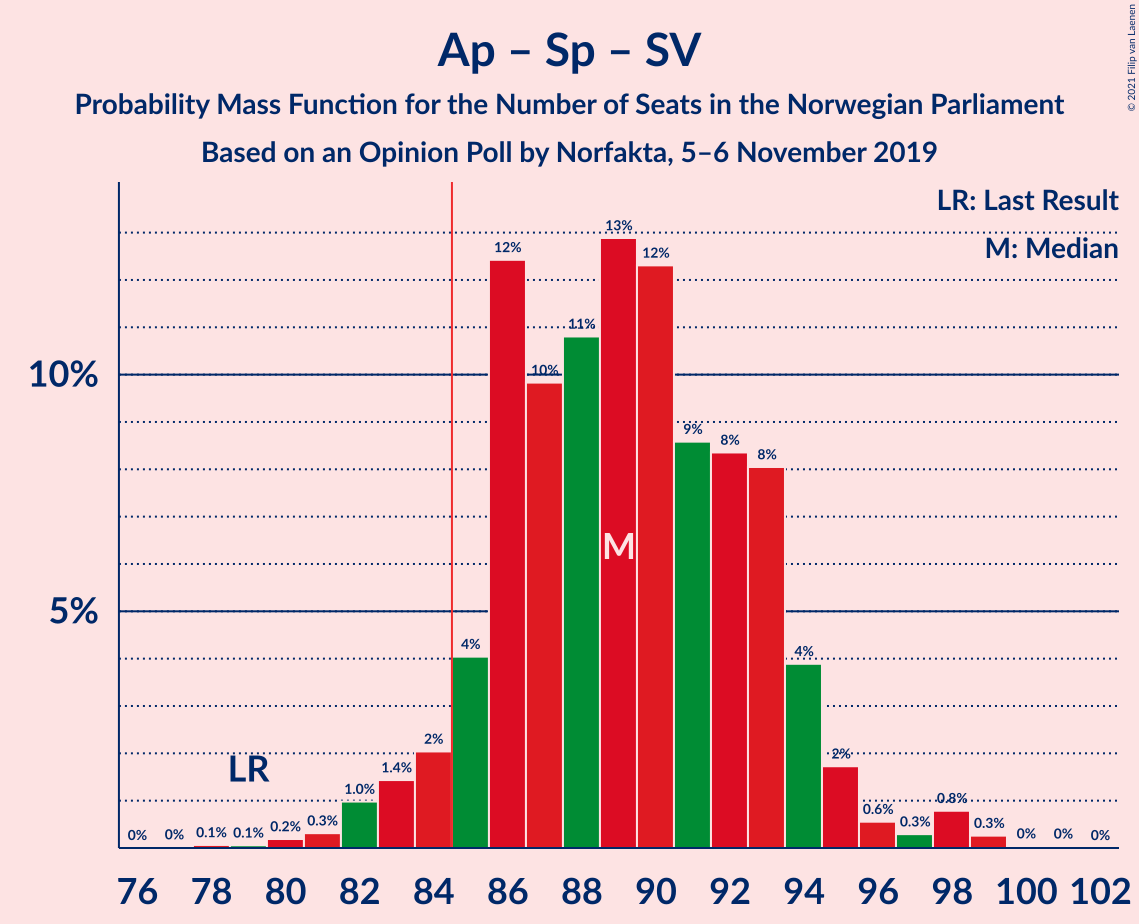 Ap – Sp – SV
Probability Mass Function for the Number of Seats in the Norwegian Parliament
Based on an Opinion Poll by Norfakta, 5–6 November 2019
© 2021 Filip van Laenen
LR: Last Result
M: Median
10%
5%
0% 0% 0.1% 0.1% 0.2% 0.3% 1.0% 1.4% 2% 4% 12% 10% 11% 13% 12% 9% 8% 8% 4% 2% 0.6% 0.3% 0.8% 0.3% 0% 0% 0%
LR
M
76 78 80 82 84 86 88 90 92 94 96 98 100 102